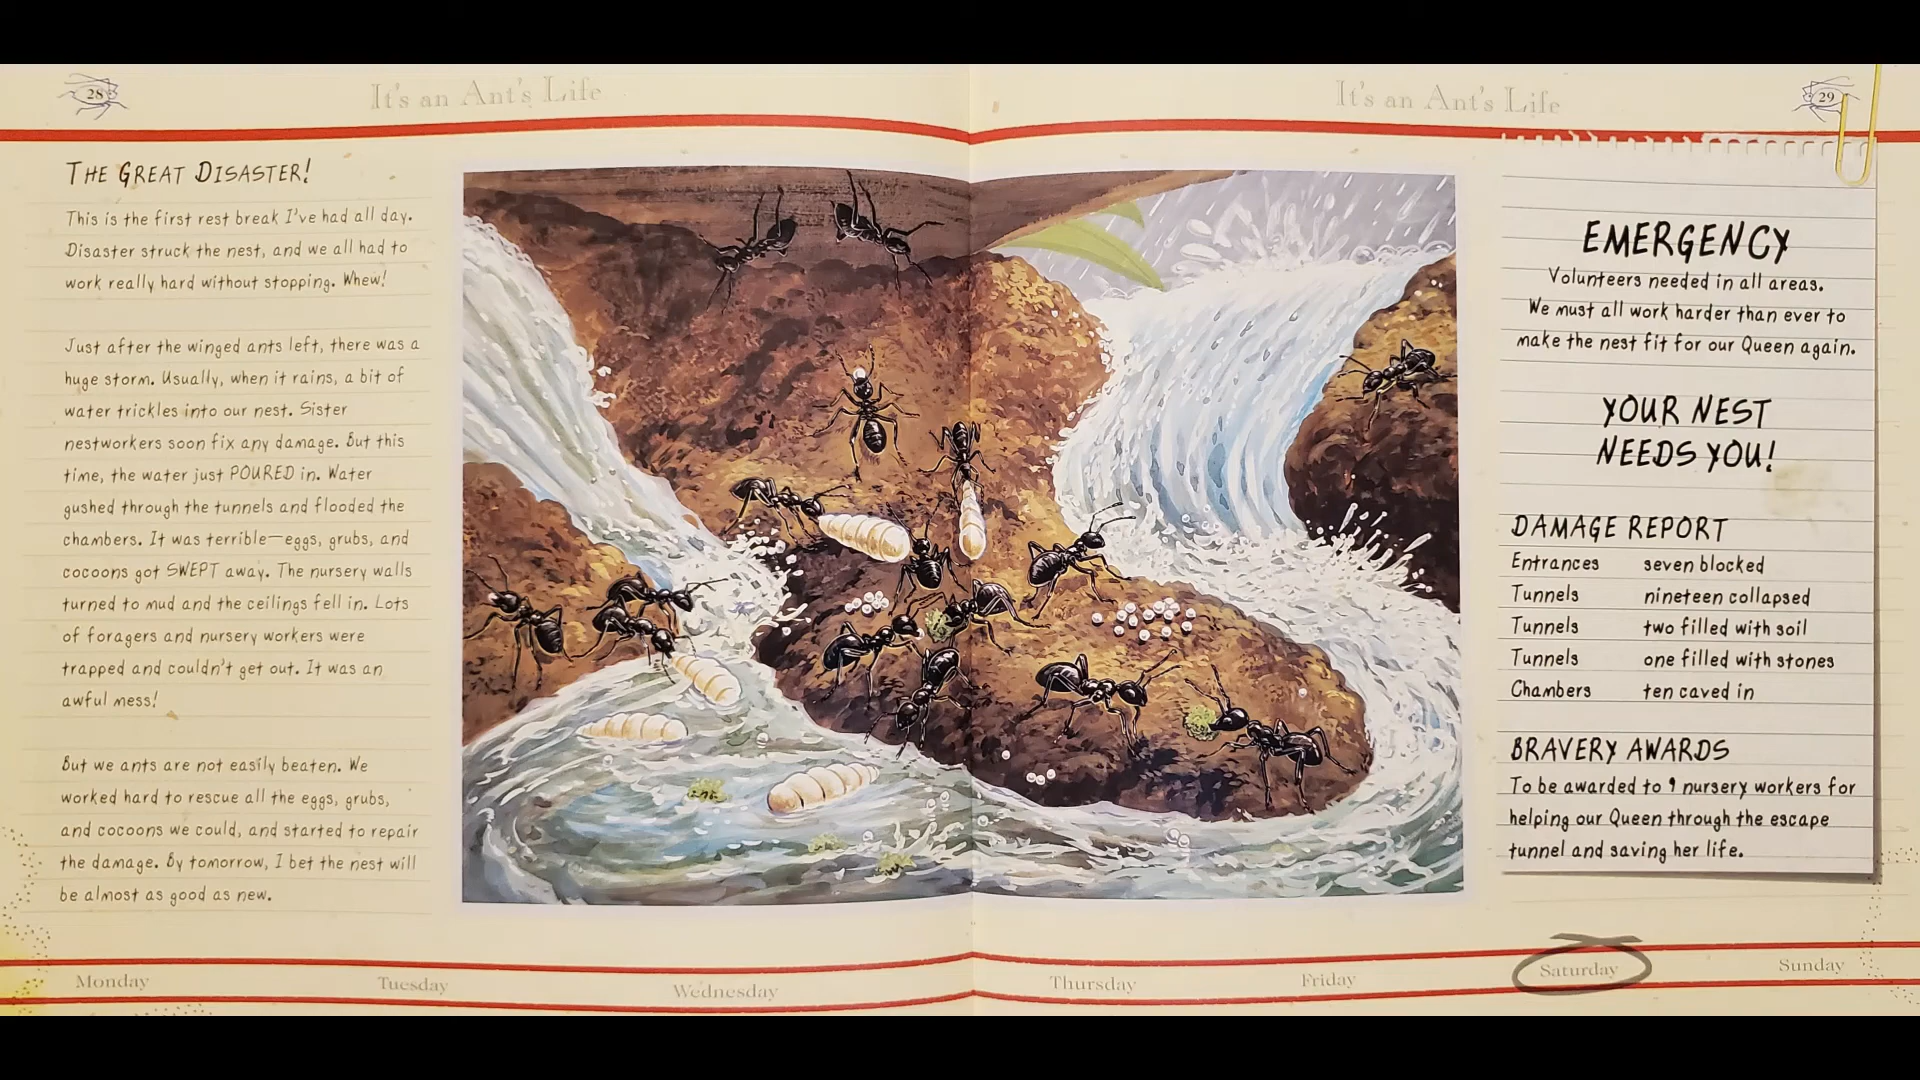 28
It's an Ant's Life
THE GREAT DISASTER!
This is the first rest break I've had all day.
Disaster struck the nest, and we all had to
work really hard without stopping. Whew!
Just after the winged ants left, there was a
huge storm. Usually, when it rains, a bit of
water trickles into our nest. Sister
nestworkers soon fix any damage. But this
time, the water just POURED in. Water
gushed through the tunnels and flooded the
chambers. It was terrible—eggs, grubs, and
cocoons got SWEPT away. The nursery walls
turned to mud and the ceilings fell in. Lots
of foragers and nursery workers were
trapped and couldn't get out. It was an
awful mess!
But we ants are not easily beaten. We
worked hard to rescue all the eggs, grubs,
and cocoons we could, and started to repair
the damage. By tomorrow, I bet the nest will
be almost as good as new.
Monday Tuesday Wednesday
It's an Ant's Life
29
EMERGENCY
Volunteers needed in all areas.
We must all work harder than ever to
make the nest fit for our Queen again.
YOUR NEST
NEEDS YOU!
DAMAGE REPORT
Entrances seven blocked
Tunnels nineteen collapsed
Tunnels two filled with soil
Tunnels one filled with stones
Chambers ten caved in
BRAVERY AWARDS
To be awarded to 9 nursery workers for
helping our Queen through the escape
tunnel and saving her life.
Thursday Friday Saturday Sunday